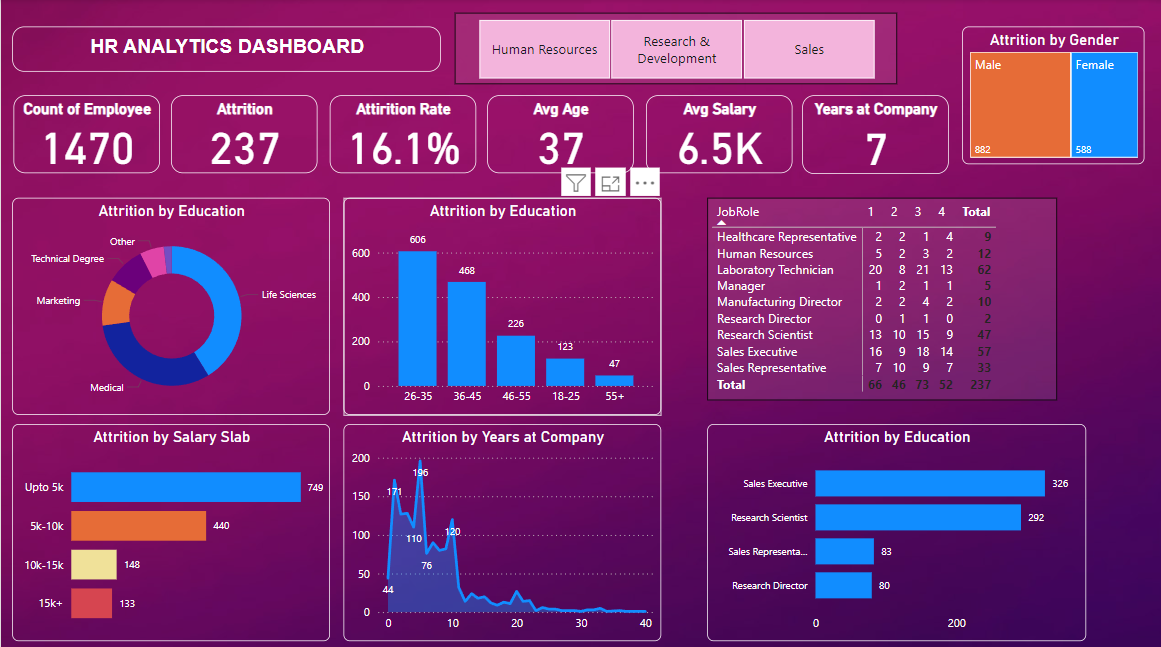 HR ANALYTICS DASHBOARD
Human Resources
Research &
Development
Sales
Attrition by Gender
Male
Female
882
588
Count of Employee
1470
Attrition
237
Attirition Rate
16.1%
Avg Age
37
Avg Salary
6.5K
Years at Company
7
Attrition by Education
Other
Technical Degree
Marketing
Life Sciences
Medical
Attrition by Education
606
468
226
123
47
600
400
200
0
26-35 36-45 46-55 18-25 55+
JobRole 1 2 3 4 Total
Healthcare Representative 2 2 1 4 9
Human Resources 5 2 3 2 12
Laboratory Technician 20 8 21 13 62
Manager 1 2 1 1 5
Manufacturing Director 2 2 4 2 10
Research Director 0 1 1 0 2
Research Scientist 13 10 15 9 47
Sales Executive 16 9 18 14 57
Sales Representative 7 10 9 7 33
Total 66 46 73 52 237
Attrition by Salary Slab
Upto 5k 749
5k-10k 440
10k-15k 148
15k+ 133
Attrition by Years at Company
200
150
100
50
0
196
171
120
110
76
44
0 10 20 30 40
Attrition by Education
Sales Executive 326
Research Scientist 292
Sales Representa... 83
Research Director 80
0 200